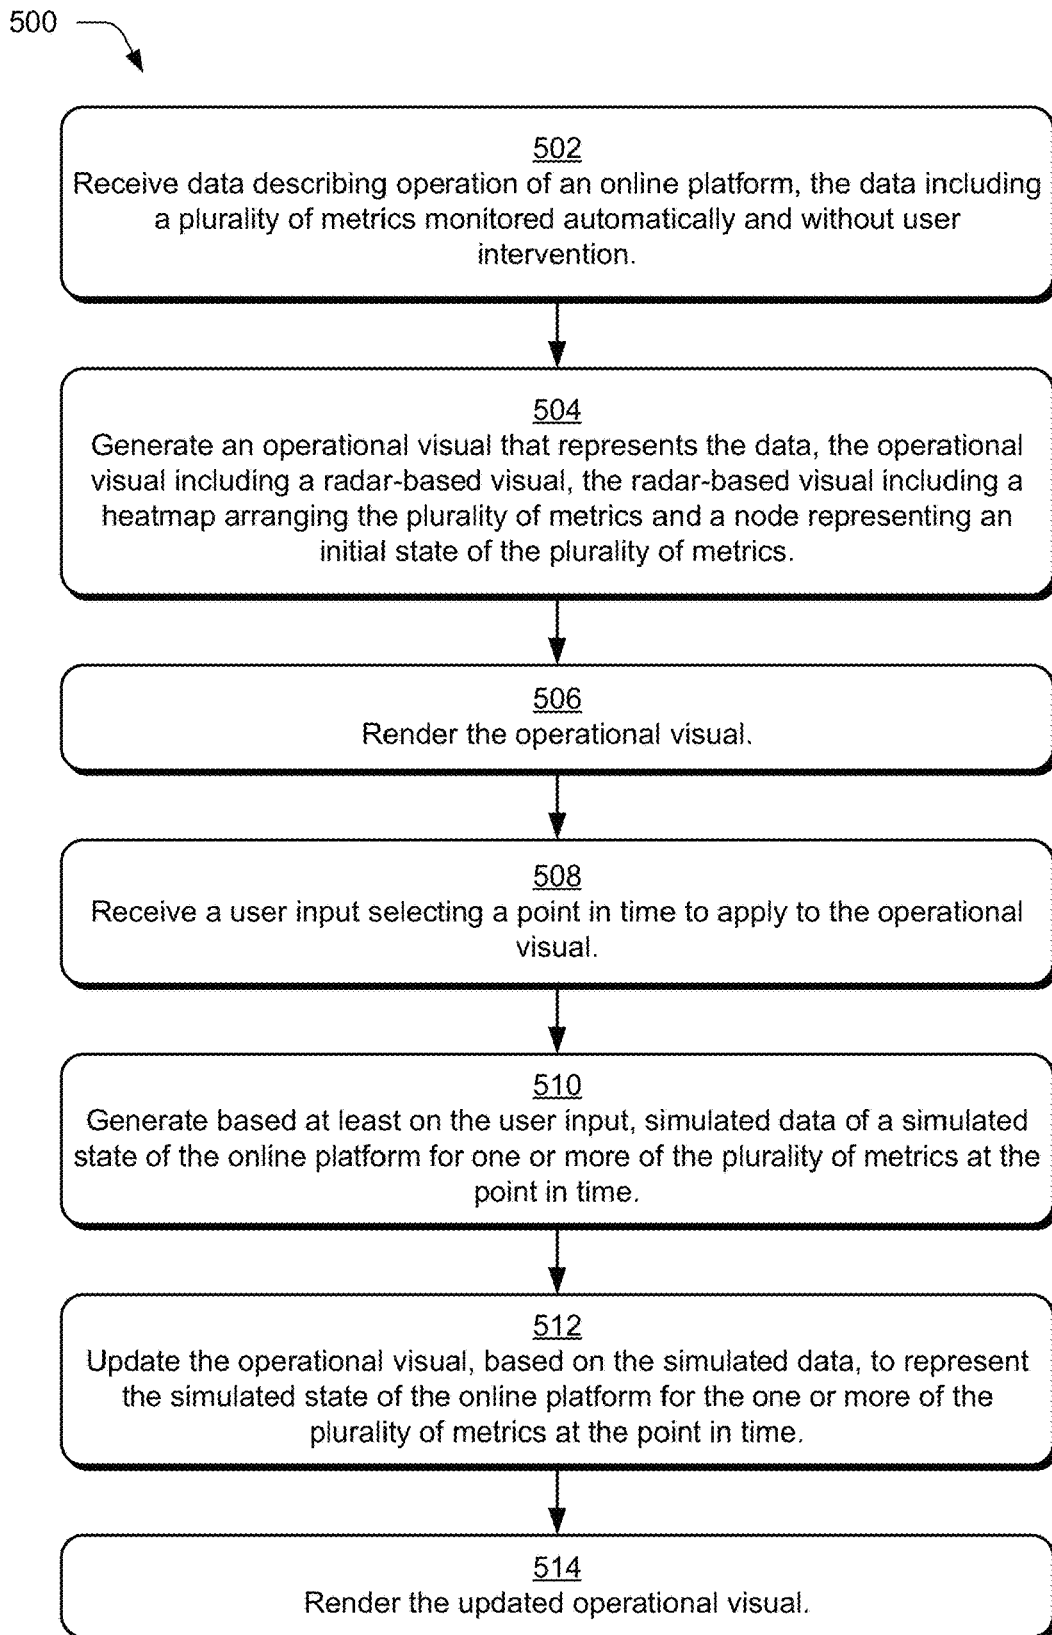 500
502
Receive data describing operation of an online platform, the data including
a plurality of metrics monitored automatically and without user
intervention.
504
Generate an operational visual that represents the data, the operational
visual including a radar-based visual, the radar-based visual including a
heatmap arranging the plurality of metrics and a node representing an
initial state of the plurality of metrics.
506
Render the operational visual.
508
Receive a user input selecting a point in time to apply to the operational
visual.
510
Generate based at least on the user input, simulated data of a simulated
state of the online platform for one or more of the plurality of metrics at the
point in time.
512
Update the operational visual, based on the simulated data, to represent
the simulated state of the online platform for the one or more of the
plurality of metrics at the point in time.
514
Render the updated operational visual.